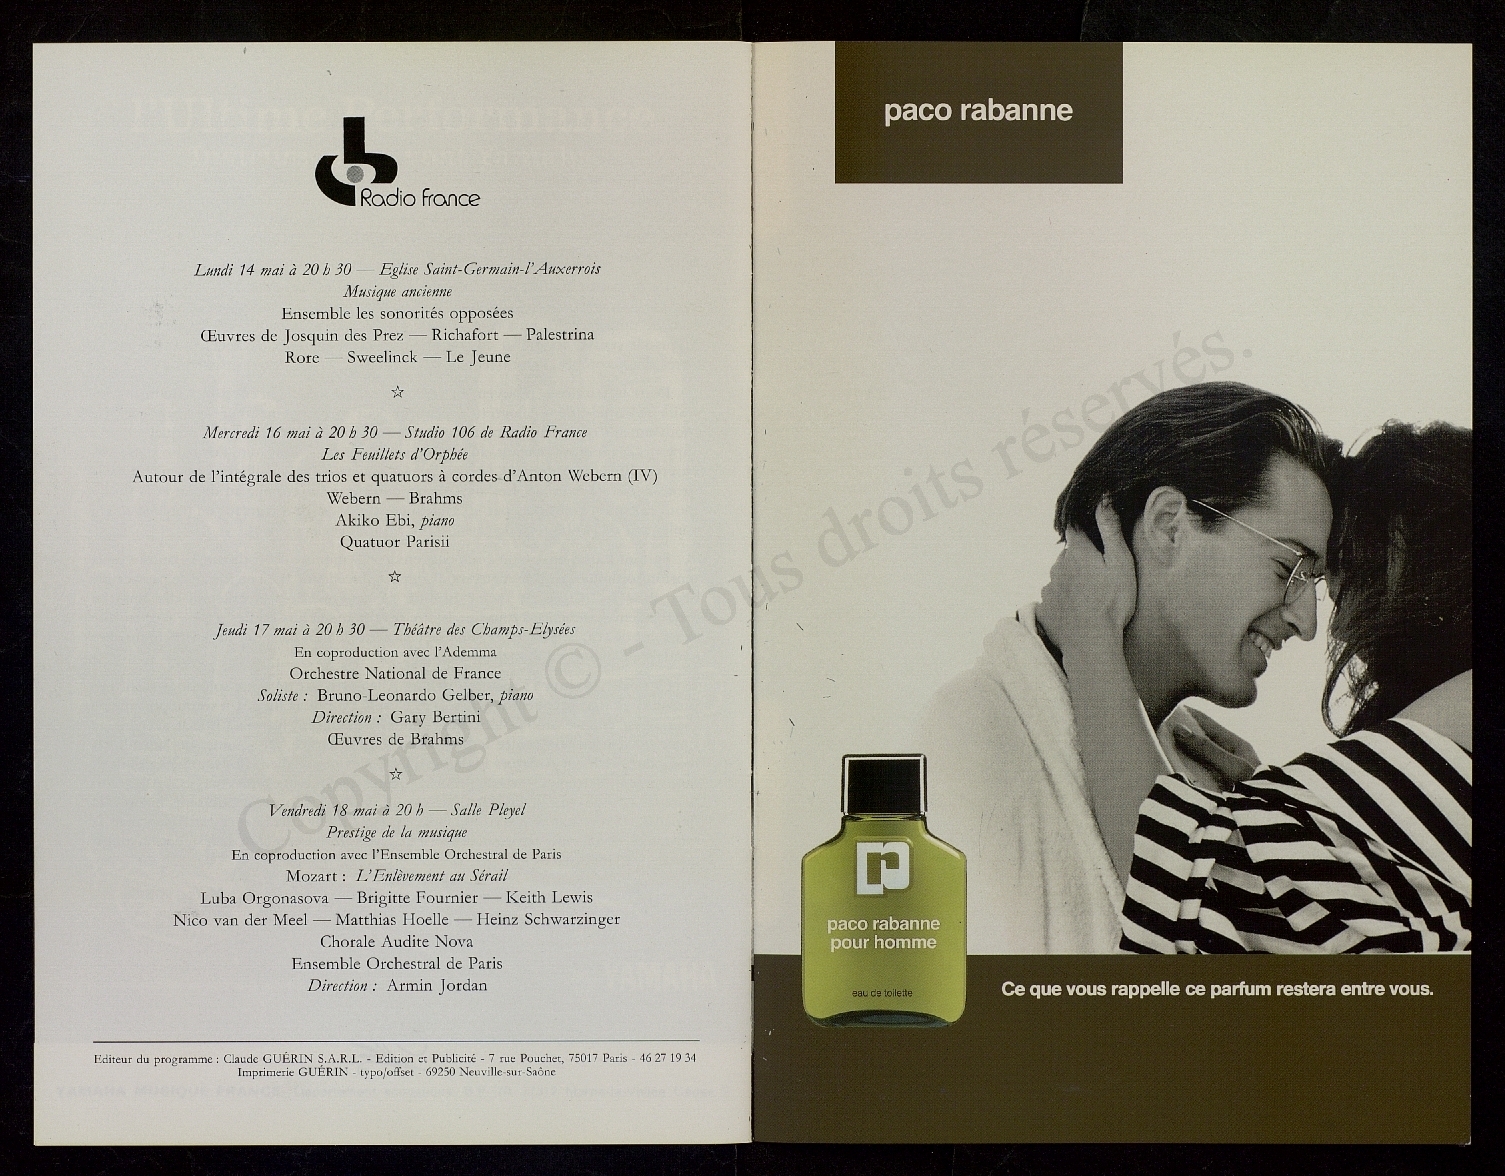 Radio France
Lundi 14 mai à 20 h 30 — Eglise Saint-Germain-l'Auxerrois
Musique ancienne
Ensemble les sonorités opposées
Œuvres de Josquin des Prez — Richafort — Palestrina
Rore — Sweelinck — Le Jeune
☆
Mercredi 16 mai à 20 h 30 — Studio 106 de Radio France
Les Feuillets d'Orphée
Autour de l'intégrale des trios et quatuors à cordes d'Anton Webern (IV)
Webern — Brahms
Akiko Ebi, piano
Quatuor Parisii
☆
Jeudi 17 mai à 20 h 30 — Théâtre des Champs-Elysées
En coproduction avec l'Ademma
Orchestre National de France
Soliste : Bruno-Leonardo Gelber, piano
Direction : Gary Bertini
Œuvres de Brahms
☆
Vendredi 18 mai à 20 h — Salle Pleyel
Prestige de la musique
En coproduction avec l'Ensemble Orchestral de Paris
Mozart : L'Enlèvement au Sérail
Luba Orgonasova — Brigitte Fournier — Keith Lewis
Nico van der Meel — Matthias Hoelle — Heinz Schwarzinger
Chorale Audite Nova
Ensemble Orchestral de Paris
Direction : Armin Jordan
Editeur du programme : Claude GUÉRIN S.A.R.L. - Edition et Publicité - 7 rue Pouchet, 75017 Paris - 46 27 19 34
Imprimerie GUÉRIN - typo/offset - 69250 Neuville-sur-Saône
paco rabanne
paco rabanne
pour homme
eau de toilette
Ce que vous rappelle ce parfum restera entre vous.
Copyright © - Tous droits réservés.